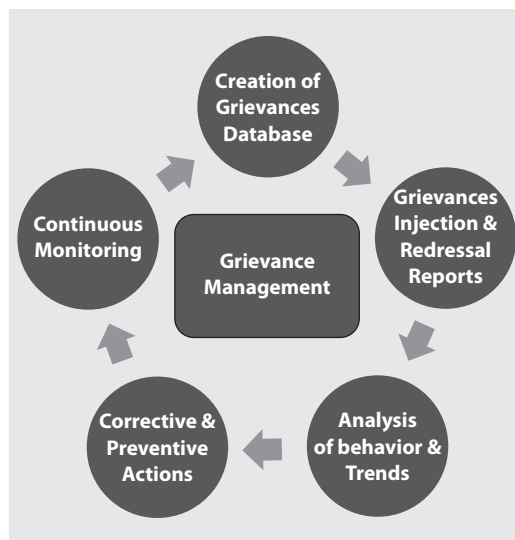 Creation of
Grievances
Database
Grievances
Injection &
Redressal
Reports
Analysis
of behavior &
Trends
Corrective &
Preventive
Actions
Continuous
Monitoring
Grievance
Management